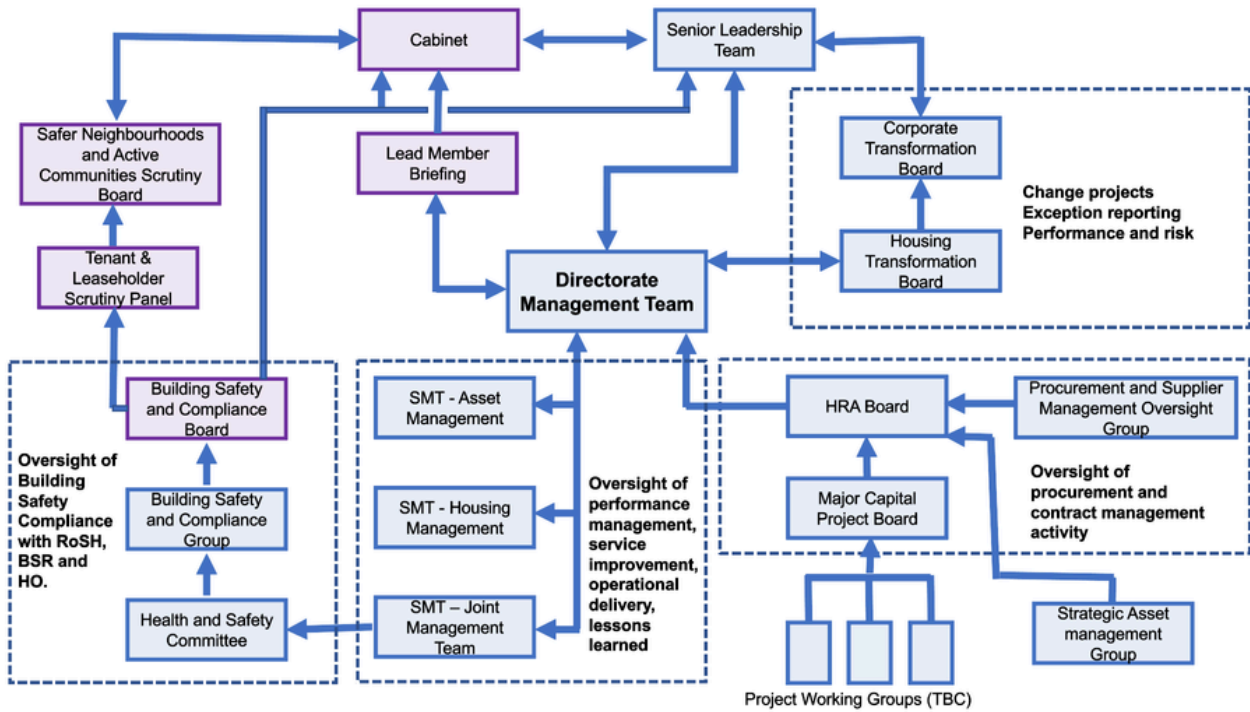 Cabinet
Senior Leadership
Team
Safer Neighbourhoods
and Active
Communities Scrutiny
Board
Lead Member
Briefing
Corporate
Transformation
Board
Change projects
Exception reporting
Performance and risk
Tenant &
Leaseholder
Scrutiny Panel
Directorate
Management Team
Housing
Transformation
Board
Building Safety
and Compliance
Board
SMT - Asset
Management
HRA Board
Procurement and Supplier
Management Oversight
Group
Oversight of
Building
Safety
Compliance
with RoSH,
BSR and
HO.
Building Safety
and Compliance
Group
SMT - Housing
Management
Oversight of
performance
management,
service
improvement,
operational
delivery,
lessons
learned
Major Capital
Project Board
Oversight of
procurement and
contract management
activity
Health and Safety
Committee
SMT – Joint
Management
Team
Strategic Asset
management
Group
Project Working Groups (TBC)